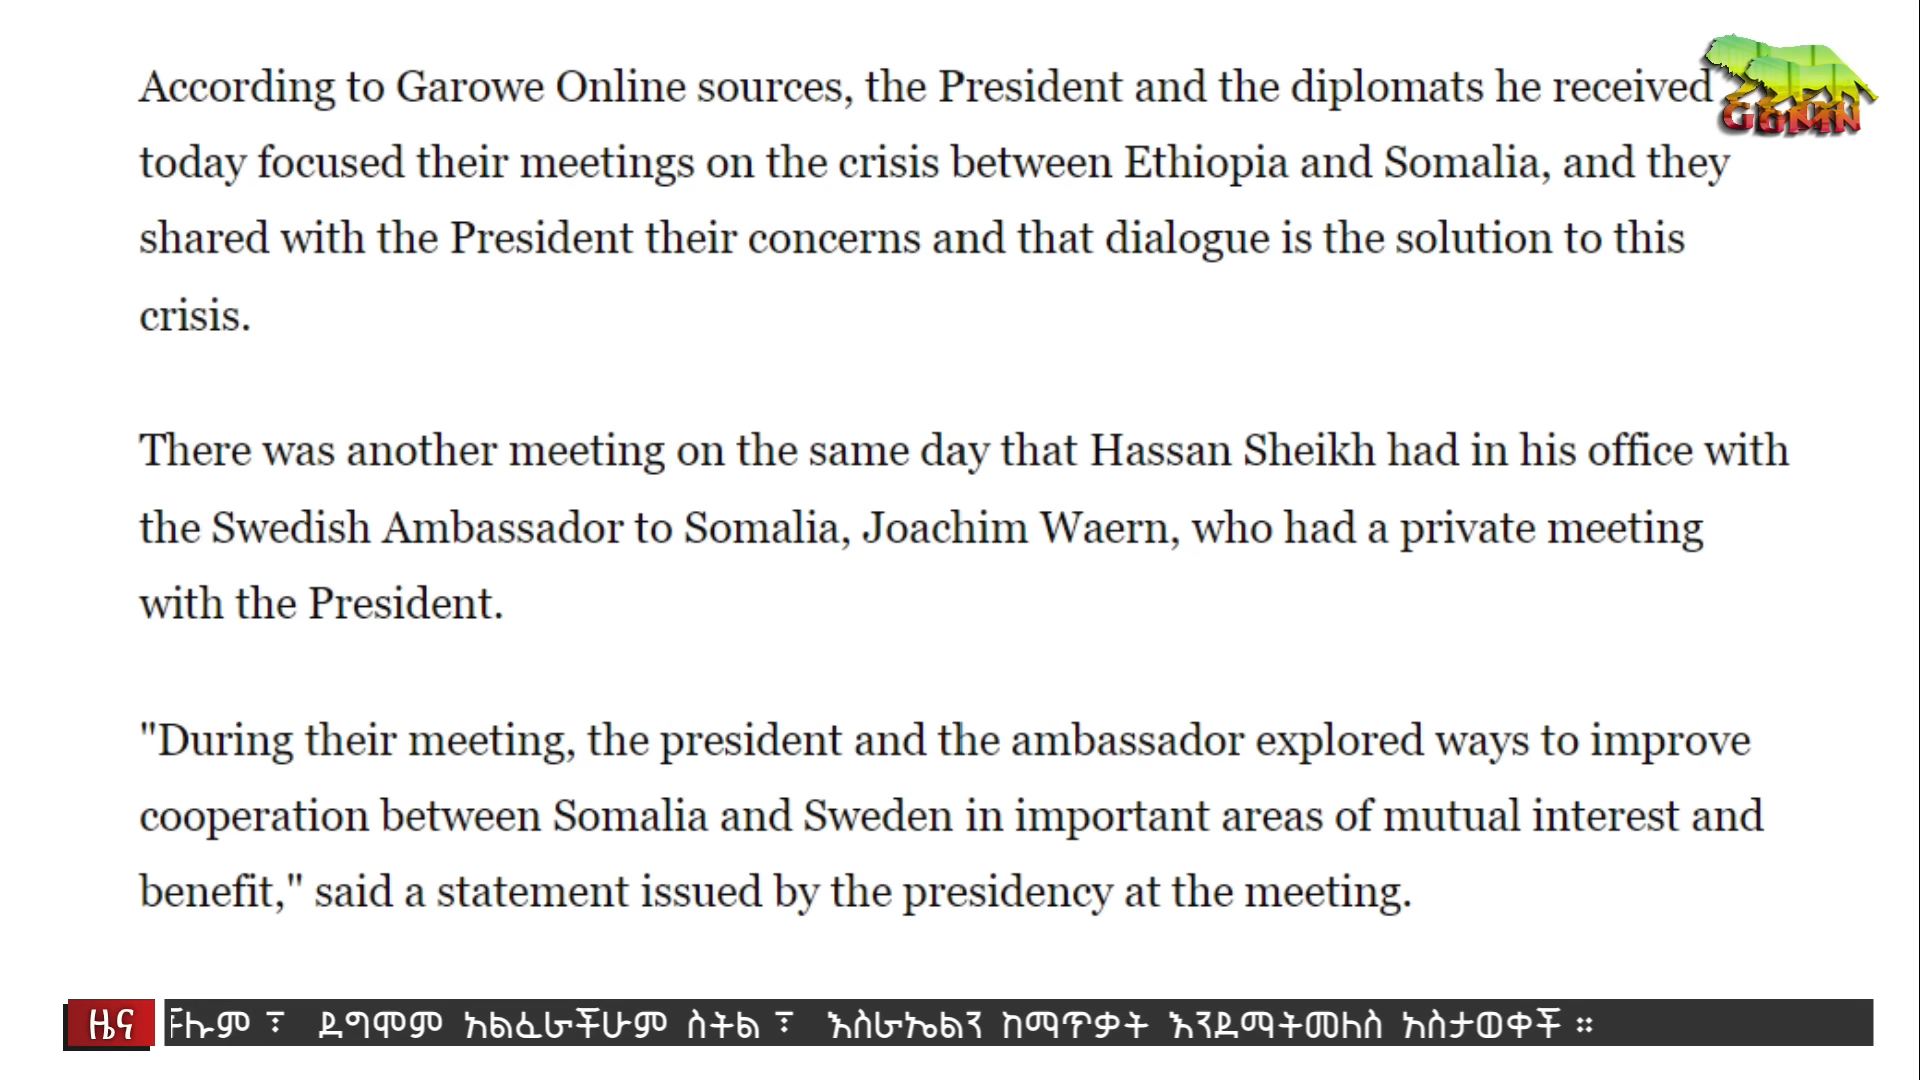 According to Garowe Online sources, the President and the diplomats he received
today focused their meetings on the crisis between Ethiopia and Somalia, and they
shared with the President their concerns and that dialogue is the solution to this
crisis.
There was another meeting on the same day that Hassan Sheikh had in his office with
the Swedish Ambassador to Somalia, Joachim Waern, who had a private meeting
with the President.
"During their meeting, the president and the ambassador explored ways to improve
cooperation between Somalia and Sweden in important areas of mutual interest and
benefit," said a statement issued by the presidency at the meeting.
ዜና
ደግሞም አልፈራችሁም ስትል ፣ እስራኤልን ከማጥቃት እንደማትመለስ አስታወቀች ።